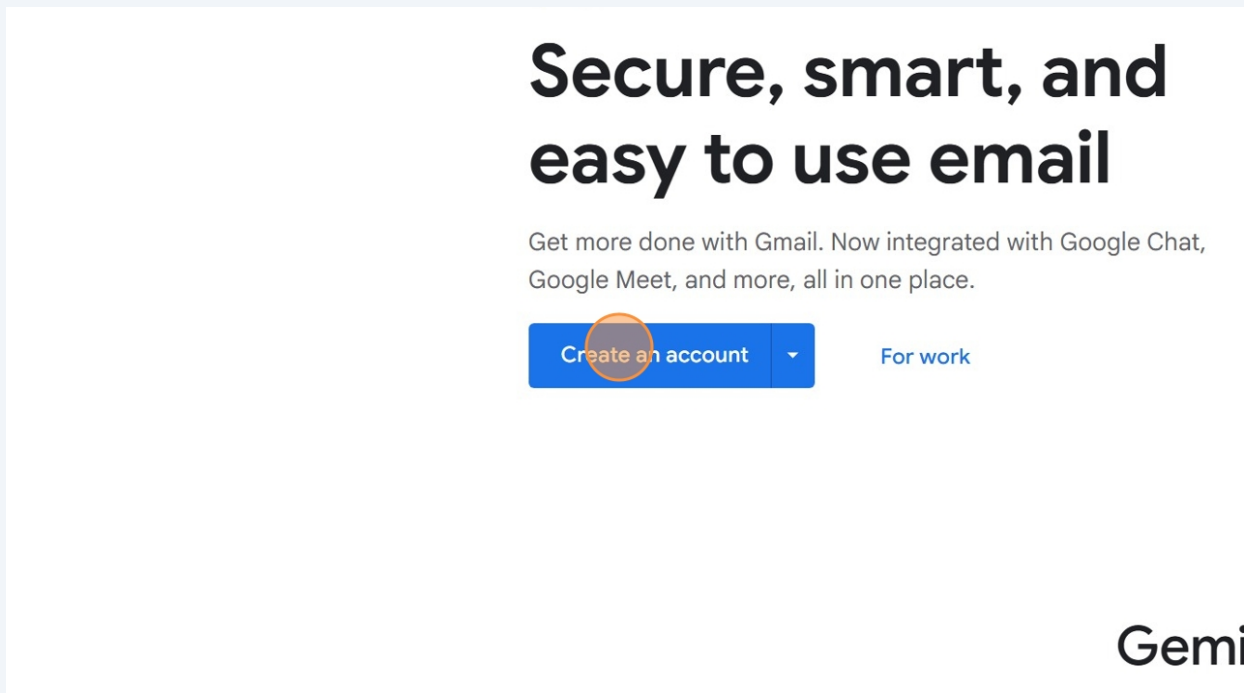 Secure, smart, and
easy to use email
Get more done with Gmail. Now integrated with Google Chat,
Google Meet, and more, all in one place.
Create an account
For work
Gemi